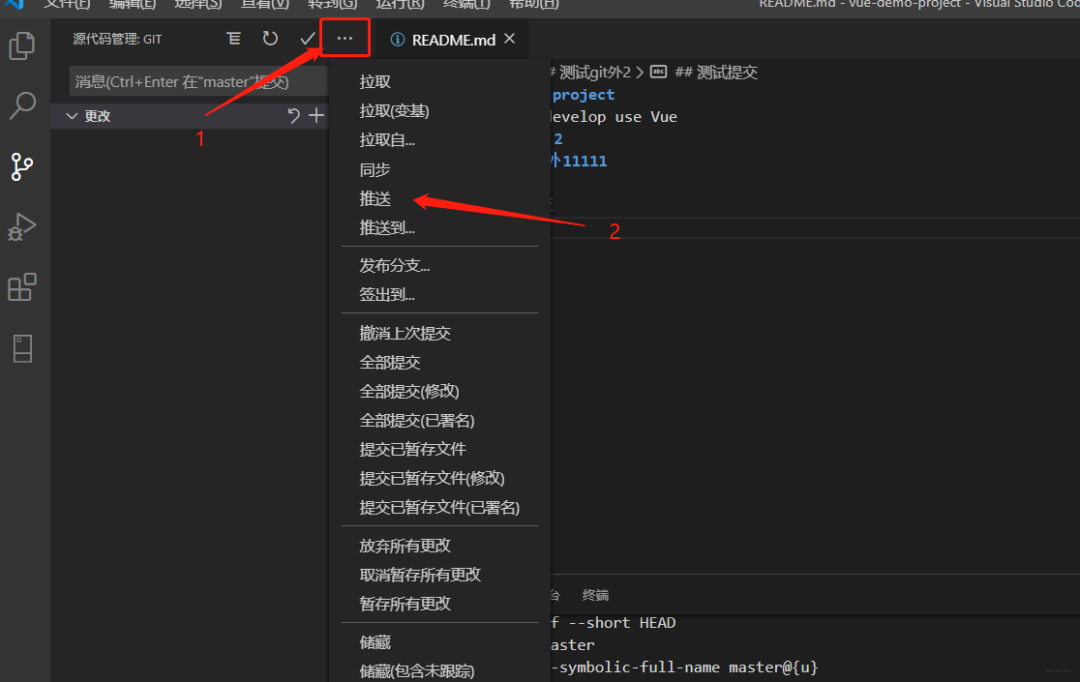 文件(F) 编辑(E) 选择(S) 查看(V) 转到(G) 运行(R) 终端(T) 帮助(H) README.md - vue-demo-project - Visual Studio Cod
源代码管理: GIT
README.md
消息(Ctrl+Enter 在"master"提交)
更改
1
拉取
拉取(变基)
拉取自...
同步
推送
推送到...
2
发布分支...
签出到...
撤消上次提交
全部提交
全部提交(修改)
全部提交(已署名)
提交已暂存文件
提交已暂存文件(修改)
提交已暂存文件(已署名)
放弃所有更改
取消暂存所有更改
暂存所有更改
储藏
储藏(包含未跟踪)
# 测试git外2 > ## 测试提交
project
develop use Vue
2
外11111
台 终端
f --short HEAD
aster
-symbolic-full-name master@{u}